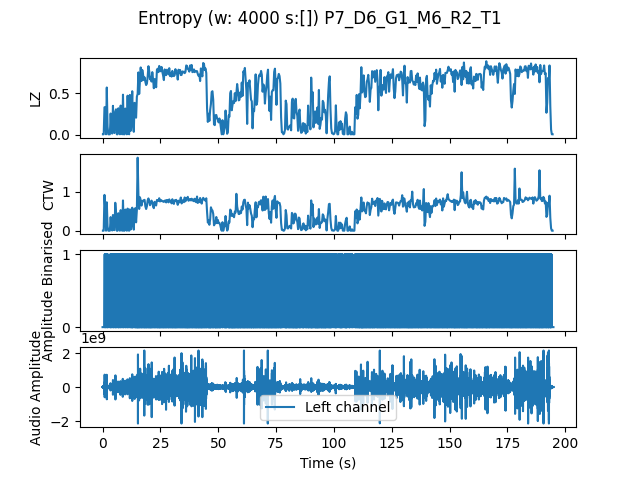 Entropy (w: 4000 s:[]) P7_D6_G1_M6_R2_T1
LZ
0.5
0.0
CTW
1
0
Amplitude Binarised
1
0
1e9
Audio Amplitude
2
0
−2
Left channel
0 25 50 75 100 125 150 175 200
Time (s)